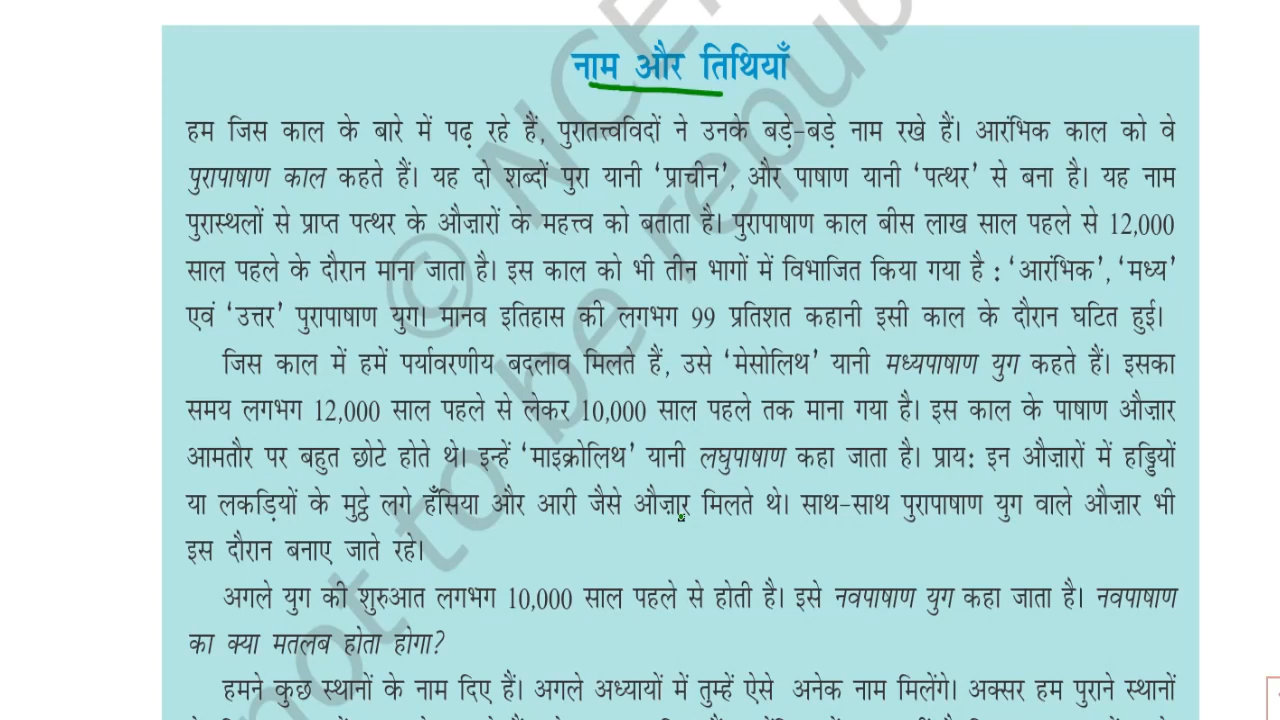 नाम और तिथियाँ
हम जिस काल के बारे में पढ़ रहे हैं, पुरातत्त्वविदों ने उनके बड़े-बड़े नाम रखे हैं। आरंभिक काल को वे
पुरापाषाण काल कहते हैं। यह दो शब्दों पुरा यानी ‘प्राचीन’, और पाषाण यानी ‘पत्थर’ से बना है। यह नाम
पुरास्थलों से प्राप्त पत्थर के औज़ारों के महत्त्व को बताता है। पुरापाषाण काल बीस लाख साल पहले से 12,000
साल पहले के दौरान माना जाता है। इस काल को भी तीन भागों में विभाजित किया गया है : ‘आरंभिक’, ‘मध्य’
एवं ‘उत्तर’ पुरापाषाण युग। मानव इतिहास की लगभग 99 प्रतिशत कहानी इसी काल के दौरान घटित हुई।
जिस काल में हमें पर्यावरणीय बदलाव मिलते हैं, उसे ‘मेसोलिथ’ यानी मध्यपाषाण युग कहते हैं। इसका
समय लगभग 12,000 साल पहले से लेकर 10,000 साल पहले तक माना गया है। इस काल के पाषाण औज़ार
आमतौर पर बहुत छोटे होते थे। इन्हें ‘माइक्रोलिथ’ यानी लघुपाषाण कहा जाता है। प्राय: इन औज़ारों में हड्डियों
या लकड़ियों के मुट्ठे लगे हँसिया और आरी जैसे औज़ार मिलते थे। साथ-साथ पुरापाषाण युग वाले औज़ार भी
इस दौरान बनाए जाते रहे।
अगले युग की शुरुआत लगभग 10,000 साल पहले से होती है। इसे नवपाषाण युग कहा जाता है। नवपाषाण
का क्या मतलब होता होगा?
हमने कुछ स्थानों के नाम दिए हैं। अगले अध्यायों में तुम्हें ऐसे अनेक नाम मिलेंगे। अक्सर हम पुराने स्थानों
© NCE
not to be republ